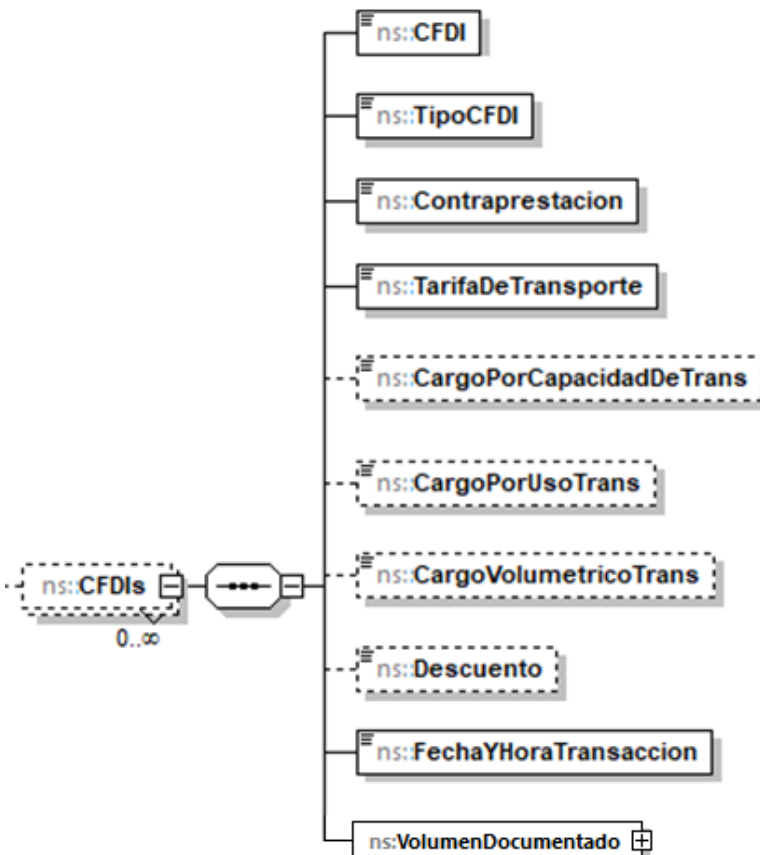 ns::CFDI
ns::TipoCFDI
ns::Contraprestacion
ns::TarifaDeTransporte
ns::CargoPorCapacidadDeTrans
ns::CargoPorUsoTrans
ns::CFDIs
0..∞
ns::CargoVolumetricoTrans
ns::Descuento
ns::FechaYHoraTransaccion
ns:VolumenDocumentado